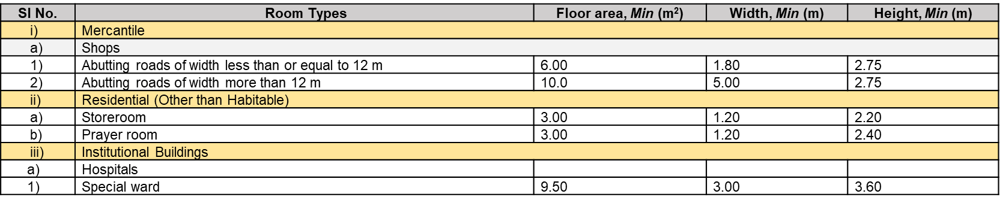 Sl No. Room Types Floor area, Min (m²) Width, Min (m) Height, Min (m)
i) Mercantile
a) Shops
1) Abutting roads of width less than or equal to 12 m 6.00 1.80 2.75
2) Abutting roads of width more than 12 m 10.0 5.00 2.75
ii) Residential (Other than Habitable)
a) Storeroom 3.00 1.20 2.20
b) Prayer room 3.00 1.20 2.40
iii) Institutional Buildings
a) Hospitals
1) Special ward 9.50 3.00 3.60